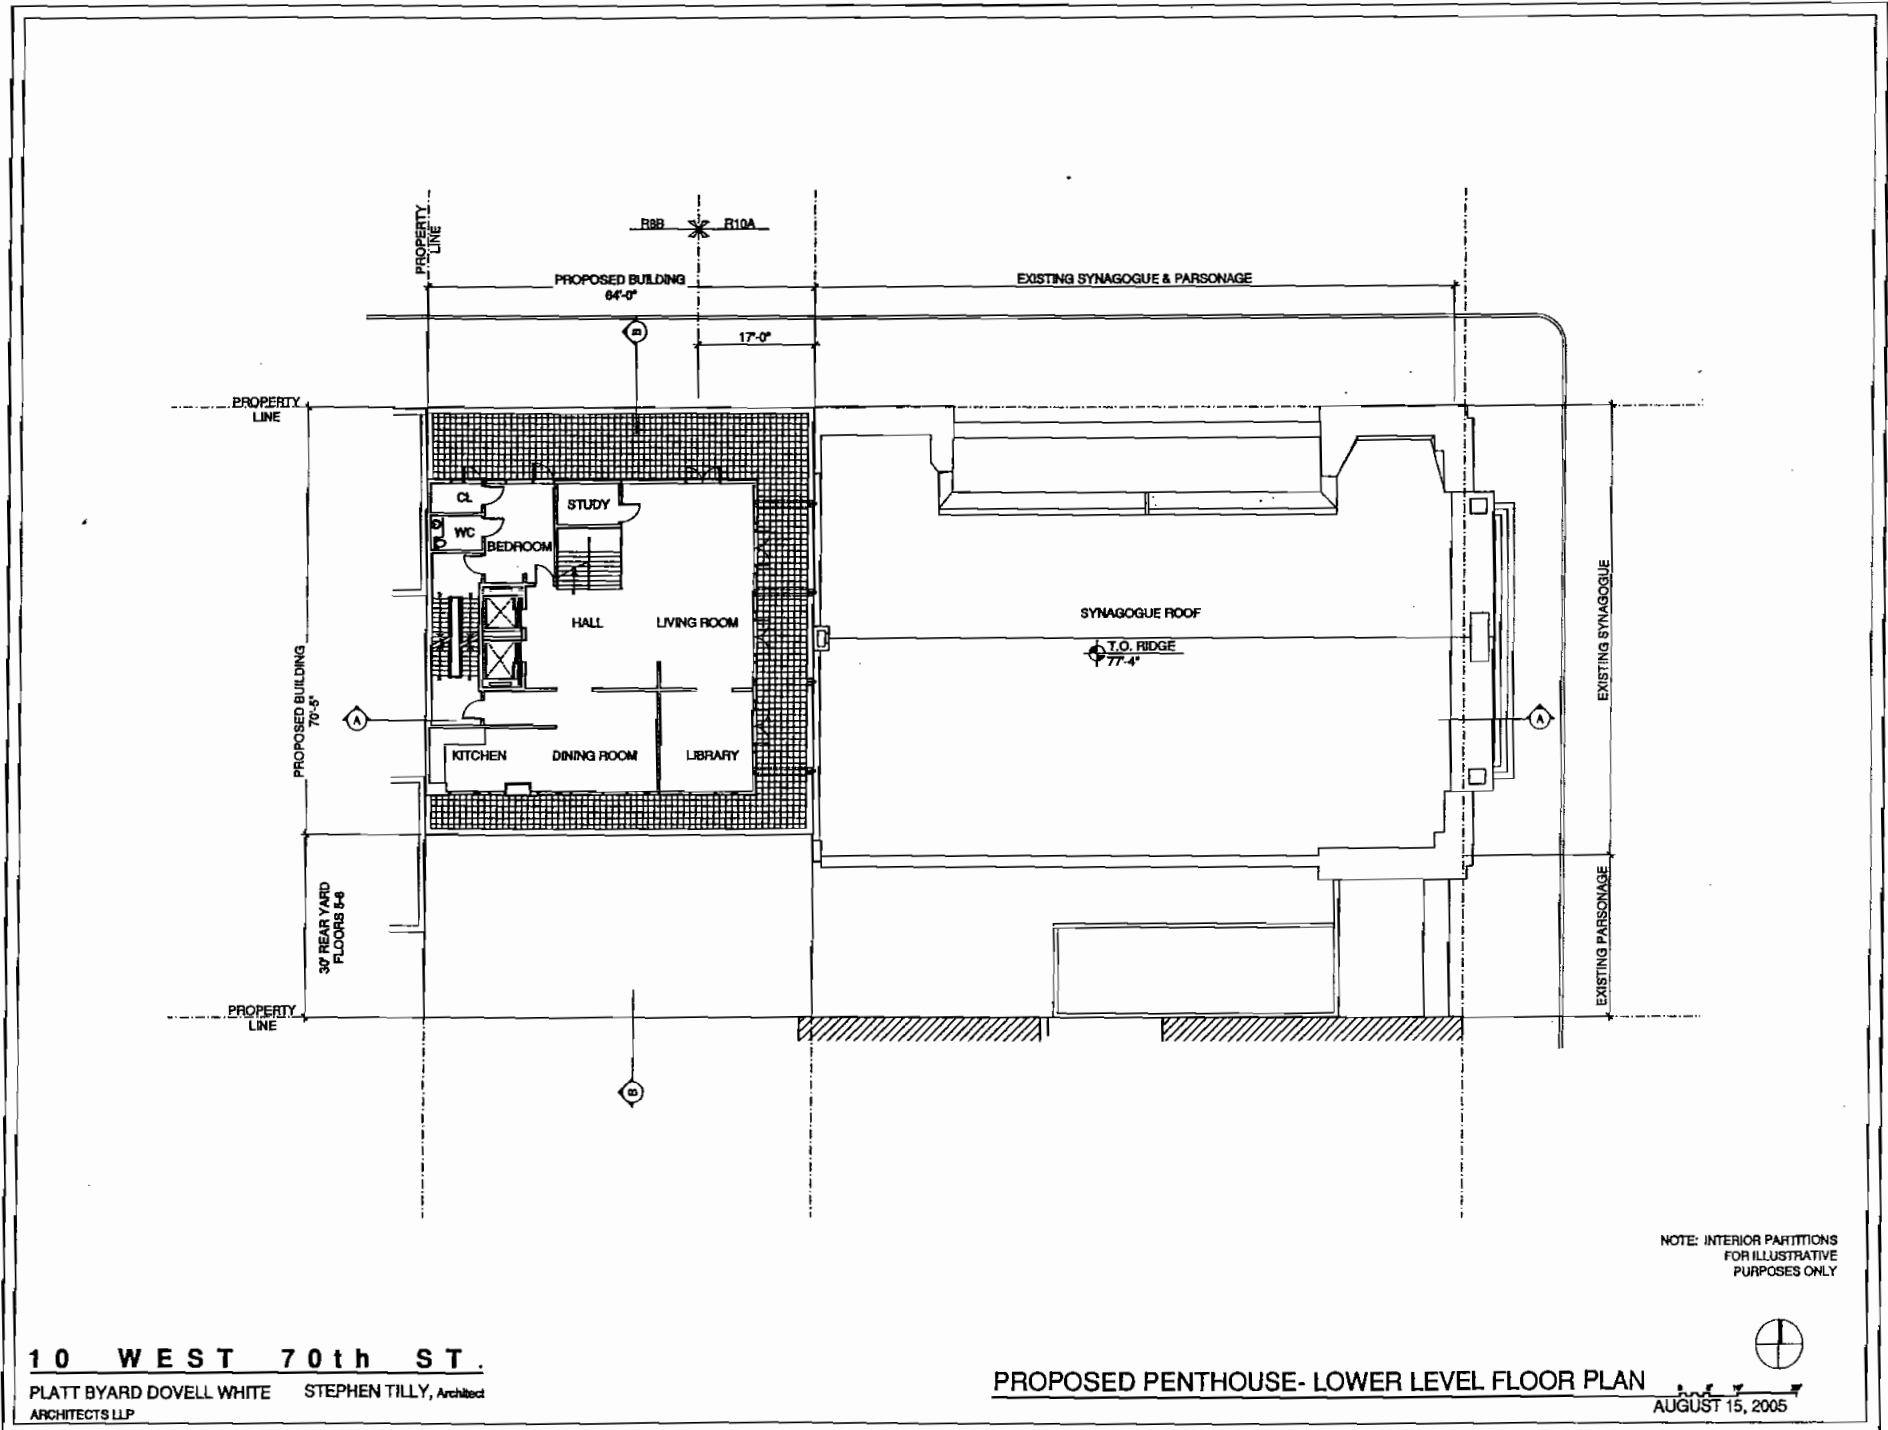 PROPERTY
LINE
R8B
R10A
PROPOSED BUILDING
64'-0"
EXISTING SYNAGOGUE & PARSONAGE
B
17'-0"
PROPERTY
LINE
CL
STUDY
WC
BEDROOM
HALL
LIVING ROOM
SYNAGOGUE ROOF
T.O. RIDGE
77'-4"
EXISTING SYNAGOGUE
PROPOSED BUILDING
70'-5"
A
A
KITCHEN
DINING ROOM
LIBRARY
30' REAR YARD
FLOORS 5-8
EXISTING PARSONAGE
PROPERTY
LINE
B
NOTE: INTERIOR PARTITIONS
FOR ILLUSTRATIVE
PURPOSES ONLY
10 WEST 70th ST.
PLATT BYARD DOVELL WHITE
STEPHEN TILLY, Architect
ARCHITECTS LLP
PROPOSED PENTHOUSE- LOWER LEVEL FLOOR PLAN
AUGUST 15, 2005